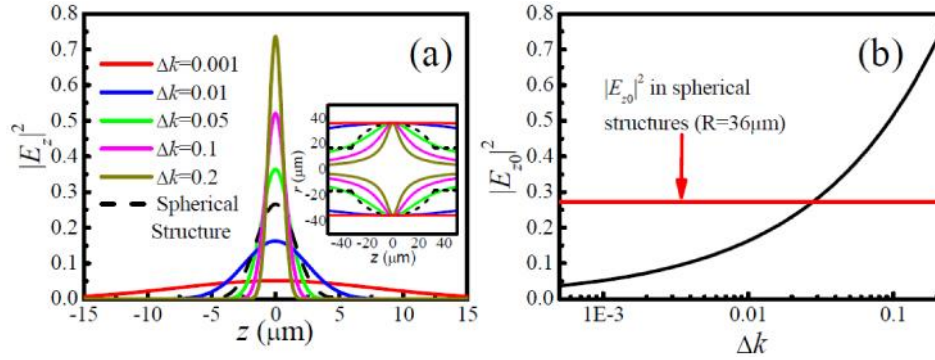 0.8
0.7
0.6
0.5
0.4
0.3
0.2
0.1
0.0
|E_z|^2
(a)
Δk=0.001
Δk=0.01
Δk=0.05
Δk=0.1
Δk=0.2
Spherical
Structure
r (μm)
40
20
0
-20
-40
-40 -20 0 20 40
z (μm)
-15 -10 -5 0 5 10 15
z (μm)
0.8
0.7
0.6
0.5
0.4
0.3
0.2
0.1
0.0
|E_{z0}|^2
(b)
|E_{z0}|^2 in spherical
structures (R=36μm)
1E-3 0.01 0.1
Δk